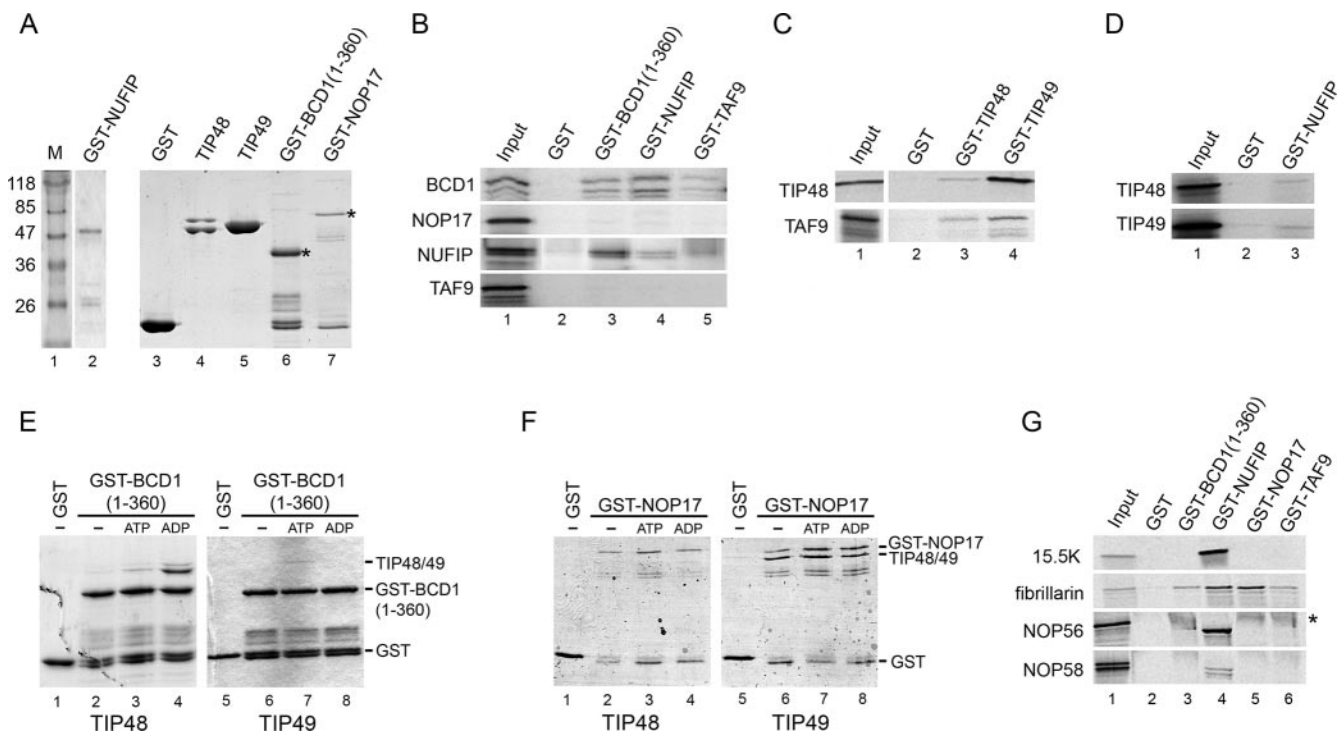 A
M
GST-NUFIP
GST
TIP48
TIP49
GST-BCD1(1-360)
GST-NOP17
118
85
47
36
26
*
*
1 2 3 4 5 6 7
B
Input
GST
GST-BCD1(1-360)
GST-NUFIP
GST-TAF9
BCD1
NOP17
NUFIP
TAF9
1 2 3 4 5
C
Input
GST
GST-TIP48
GST-TIP49
TIP48
TAF9
1 2 3 4
D
Input
GST
GST-NUFIP
TIP48
TIP49
1 2 3
E
GST
GST-BCD1
(1-360)
– – ATP ADP
GST
GST-BCD1
(1-360)
– – ATP ADP
TIP48/49
GST-BCD1
(1-360)
GST
1 2 3 4 5 6 7 8
TIP48 TIP49
F
GST
GST-NOP17
– – ATP ADP
GST
GST-NOP17
– – ATP ADP
GST-NOP17
TIP48/49
GST
1 2 3 4 5 6 7 8
TIP48 TIP49
G
Input
GST
GST-BCD1(1-360)
GST-NUFIP
GST-NOP17
GST-TAF9
15.5K
fibrillarin
NOP56 *
NOP58
1 2 3 4 5 6